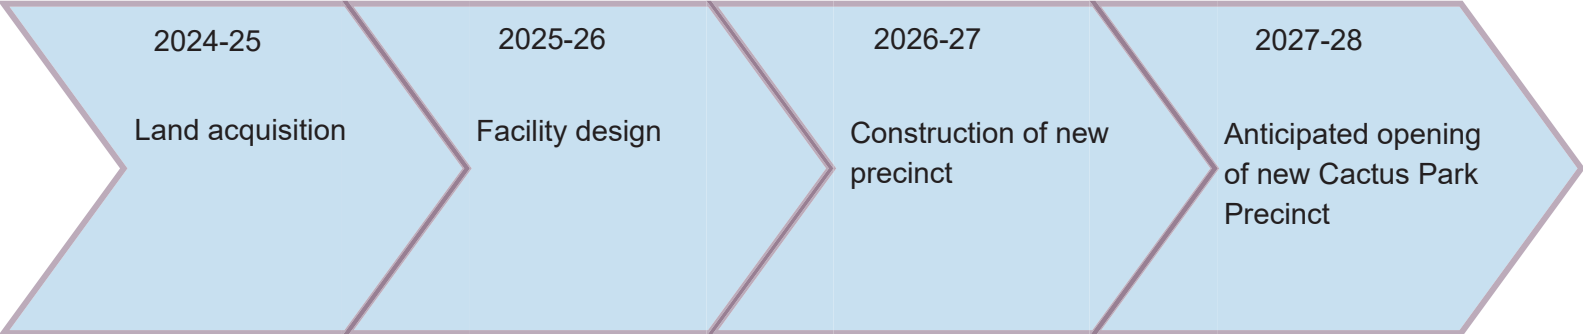 2024-25
Land acquisition
2025-26
Facility design
2026-27
Construction of new
precinct
2027-28
Anticipated opening
of new Cactus Park
Precinct